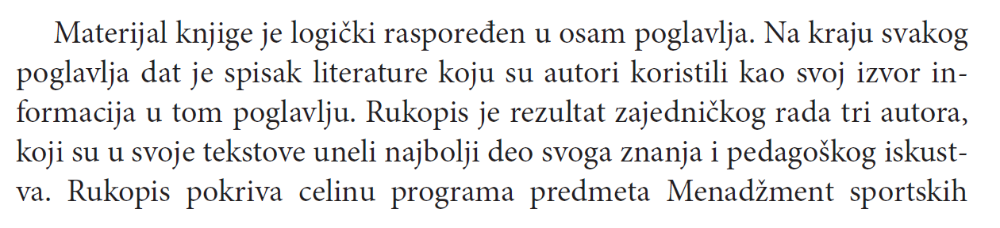 Materijal knjige je logički raspoređen u osam poglavlja. Na kraju svakog
poglavlja dat je spisak literature koju su autori koristili kao svoj izvor in-
formacija u tom poglavlju. Rukopis je rezultat zajedničkog rada tri autora,
koji su u svoje tekstove uneli najbolji deo svoga znanja i pedagoškog iskust-
va. Rukopis pokriva celinu programa predmeta Menadžment sportskih